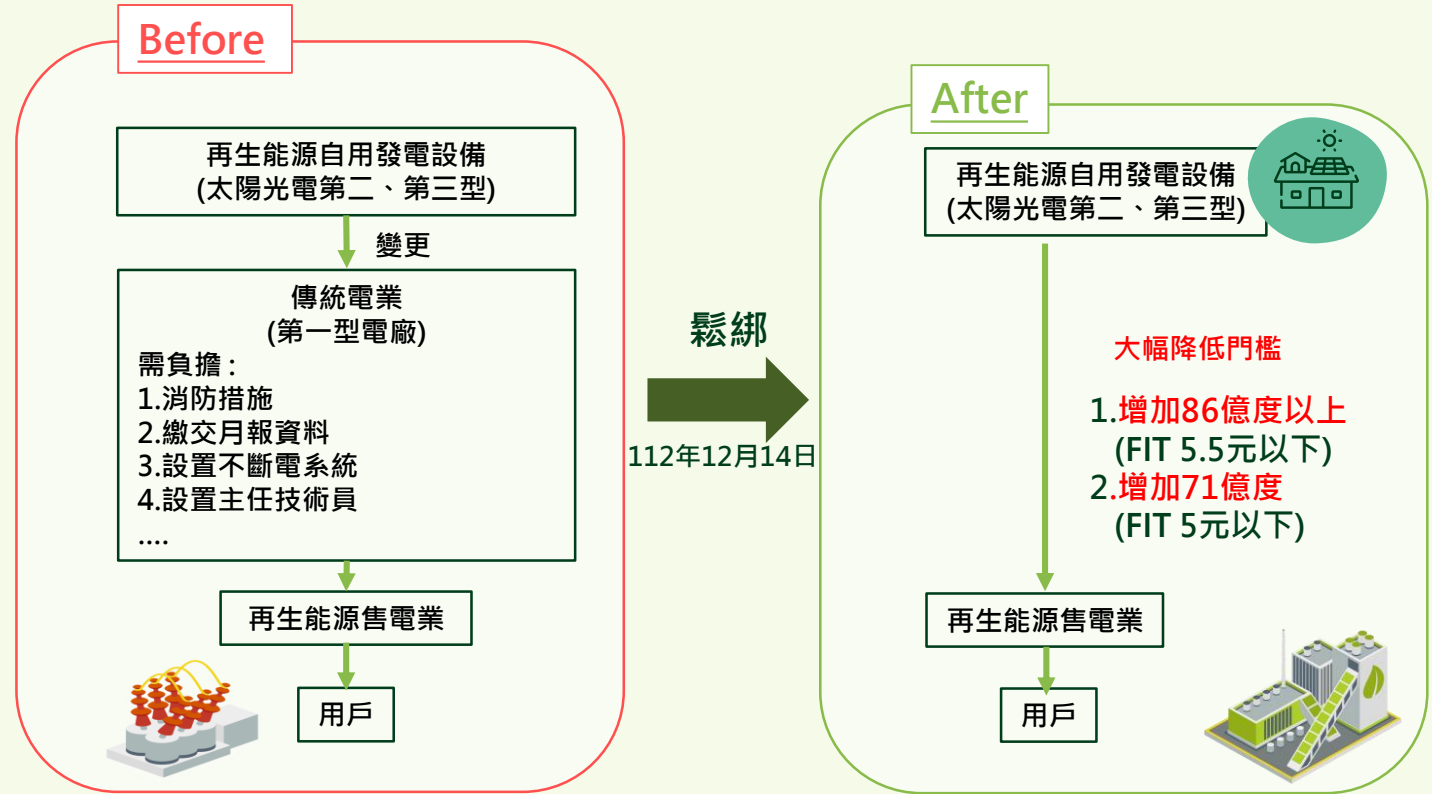 Before
再生能源自用發電設備
(太陽光電第二、第三型)
變更
傳統電業
(第一型電廠)
需負擔:
1.消防措施
2.繳交月報資料
3.設置不斷電系統
4.設置主任技術員
....
再生能源售電業
用戶
鬆綁
112年12月14日
After
再生能源自用發電設備
(太陽光電第二、第三型)
大幅降低門檻
1.增加86億度以上
(FIT 5.5元以下)
2.增加71億度
(FIT 5元以下)
再生能源售電業
用戶